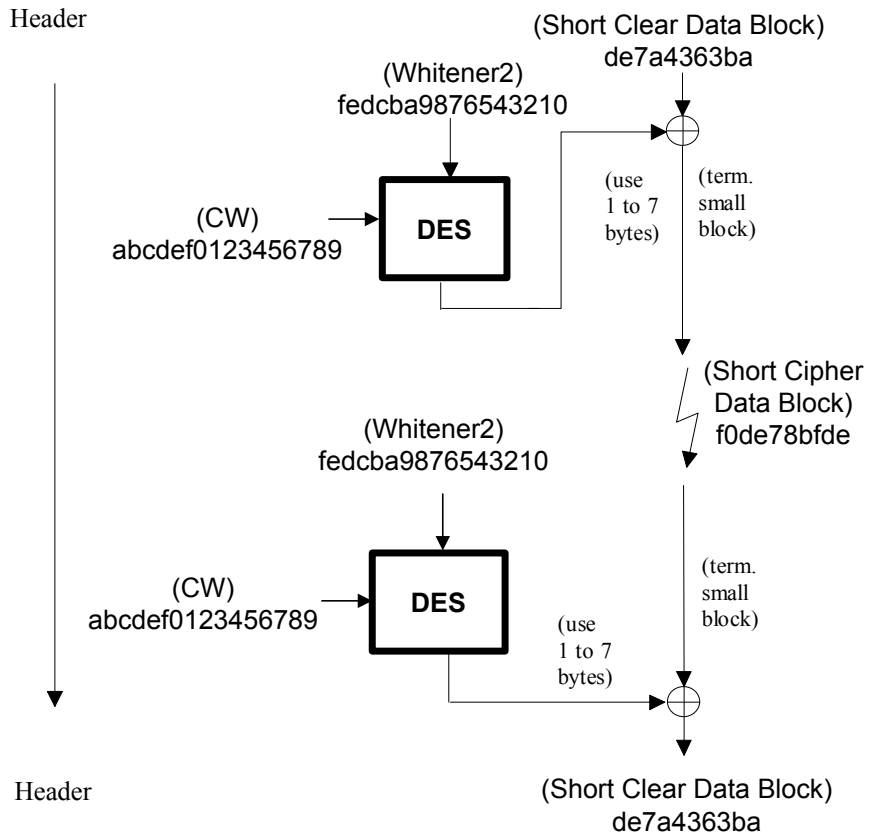 Header
(Short Clear Data Block)
de7a4363ba
(Whitener2)
fedcba9876543210
(use
1 to 7
bytes)
(term.
small
block)
(CW)
abcdef0123456789
DES
(Short Cipher
Data Block)
f0de78bfde
(Whitener2)
fedcba9876543210
(CW)
abcdef0123456789
DES
(term.
small
block)
(use
1 to 7
bytes)
Header
(Short Clear Data Block)
de7a4363ba